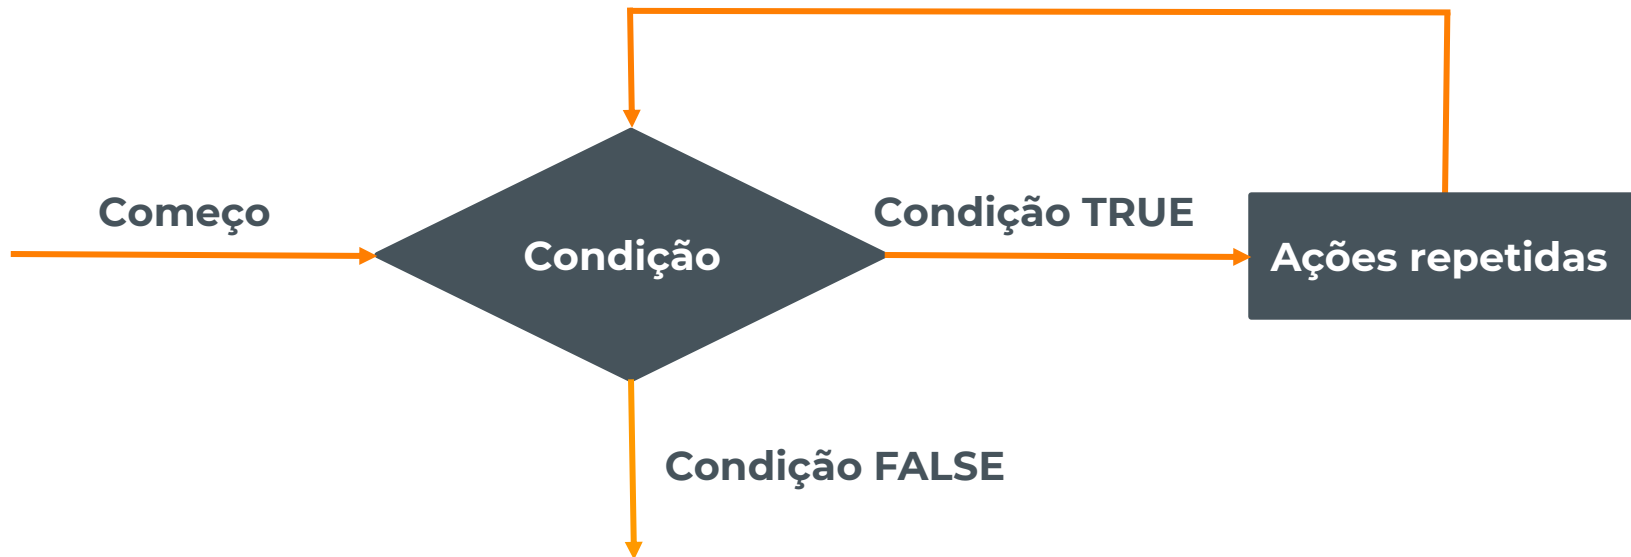 Começo
Condição
Condição TRUE
Ações repetidas
Condição FALSE